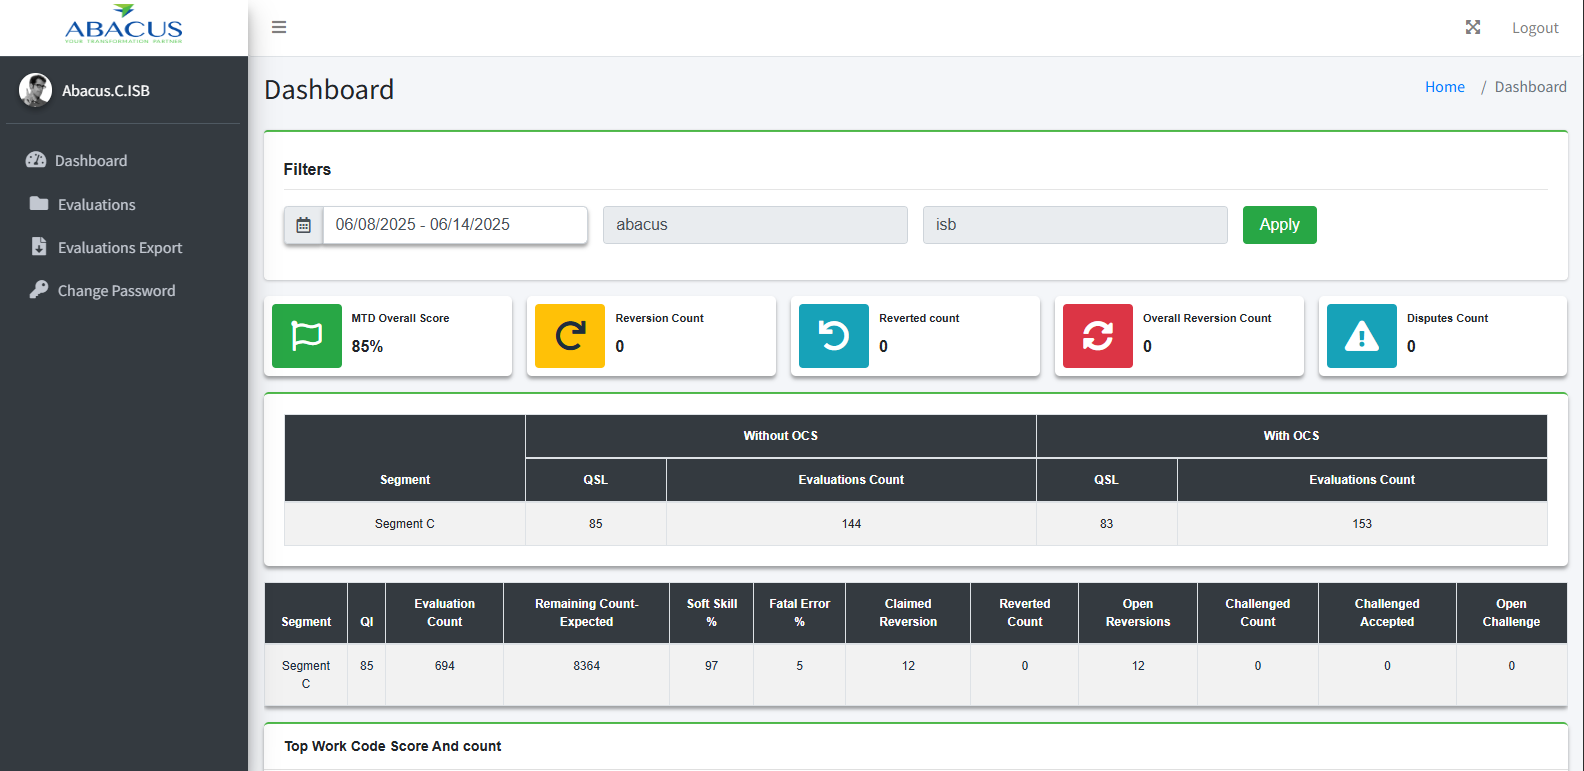 ABACUS
YOUR TRANSFORMATION PARTNER
Logout
Abacus.C.ISB
Dashboard
Evaluations
Evaluations Export
Change Password
Dashboard
Home / Dashboard
Filters
06/08/2025 - 06/14/2025
abacus
isb
Apply
MTD Overall Score
85%
Reversion Count
0
Reverted count
0
Overall Reversion Count
0
Disputes Count
0
Without OCS
With OCS
Segment
QSL
Evaluations Count
QSL
Evaluations Count
Segment C
85
144
83
153
Segment
QI
Evaluation
Count
Remaining Count-
Expected
Soft Skill
%
Fatal Error
%
Claimed
Reversion
Reverted
Count
Open
Reversions
Challenged
Count
Challenged
Accepted
Open
Challenge
Segment
C
85
694
8364
97
5
12
0
12
0
0
0
Top Work Code Score And count